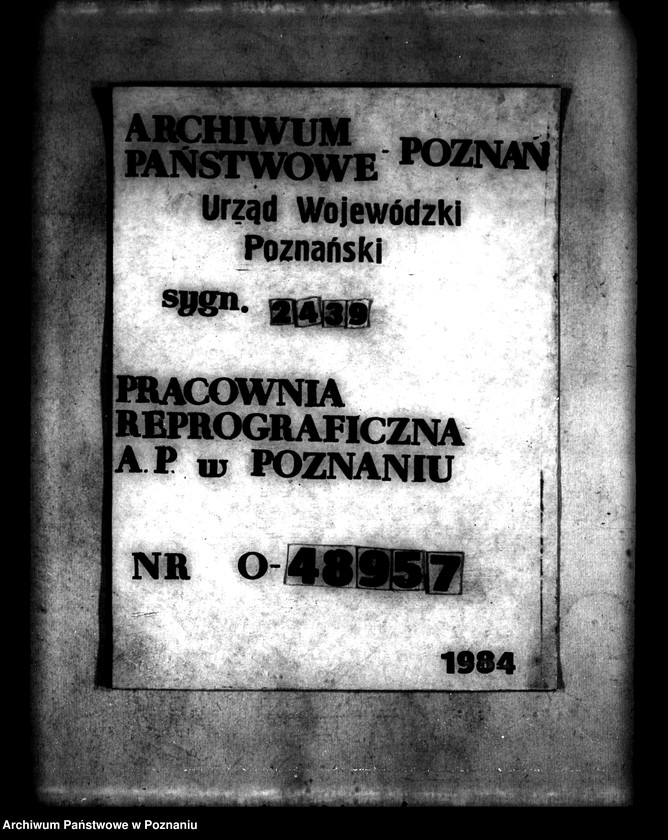 ARCHIWUM
PAŃSTWOWE - POZNAŃ
Urząd Wojewódzki
Poznański
sygn. 2439
PRACOWNIA
REPROGRAFICZNA
A. P. w POZNANIU
NR O-48957
1984
Archiwum Państwowe w Poznaniu